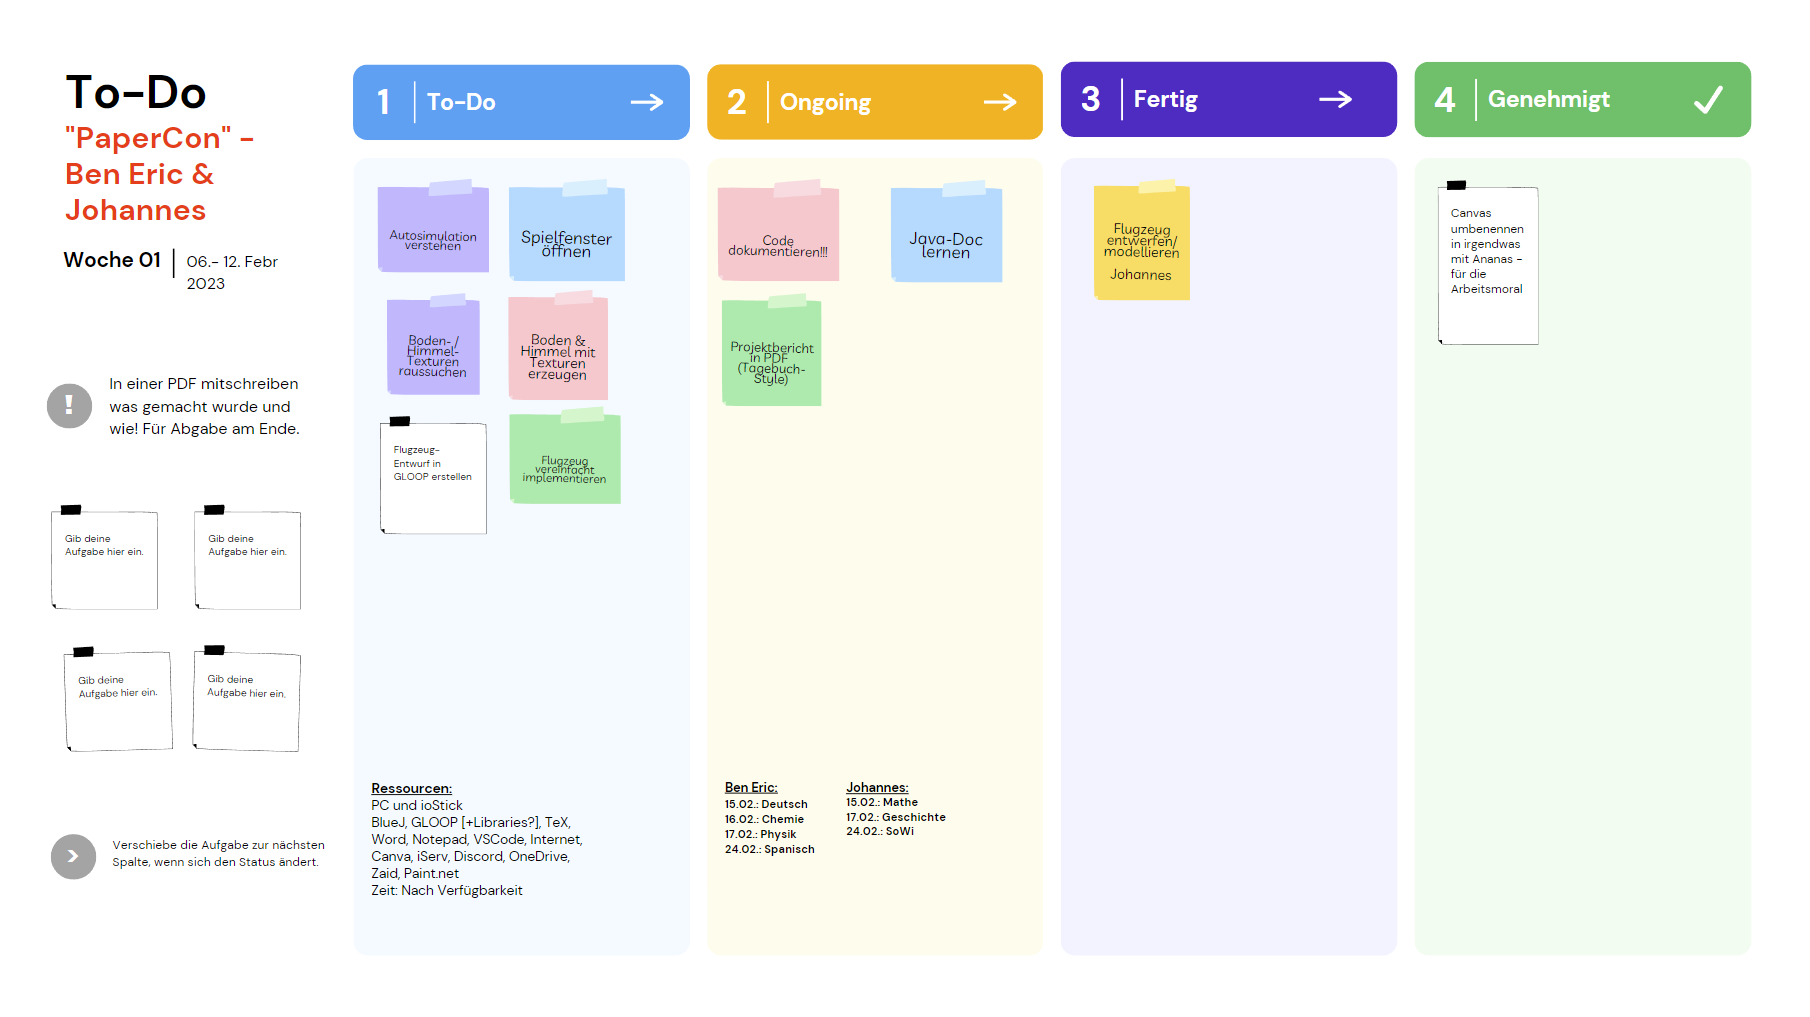 To-Do
"PaperCon" -
Ben Eric &
Johannes
Woche 01
06.- 12. Febr
2023
!
In einer PDF mitschreiben
was gemacht wurde und
wie! Für Abgabe am Ende.
Gib deine
Aufgabe hier ein.
Gib deine
Aufgabe hier ein.
Gib deine
Aufgabe hier ein.
Gib deine
Aufgabe hier ein.
>
Verschiebe die Aufgabe zur nächsten
Spalte, wenn sich den Status ändert.
1
To-Do
Autosimulation
verstehen
Spielfenster
öffnen
Boden- /
Himmel-
Texturen
raussuchen
Boden &
Himmel mit
Texturen
erzeugen
Flugzeug-
Entwurf in
GLOOP erstellen
Flugzeug
vereinfacht
implementieren
Ressourcen:
PC und ioStick
BlueJ, GLOOP [+Libraries?], TeX,
Word, Notepad, VSCode, Internet,
Canva, iServ, Discord, OneDrive,
Zaid, Paint.net
Zeit: Nach Verfügbarkeit
2
Ongoing
Code
dokumentieren!!!
Java-Doc
lernen
Projektbericht
in PDF
(Tagebuch-
Style)
Ben Eric:
15.02.: Deutsch
16.02.: Chemie
17.02.: Physik
24.02.: Spanisch
Johannes:
15.02.: Mathe
17.02.: Geschichte
24.02.: SoWi
3
Fertig
Flugzeug
entwerfen/
modellieren
Johannes
4
Genehmigt
Canvas
umbenennen
in irgendwas
mit Ananas -
für die
Arbeitsmoral